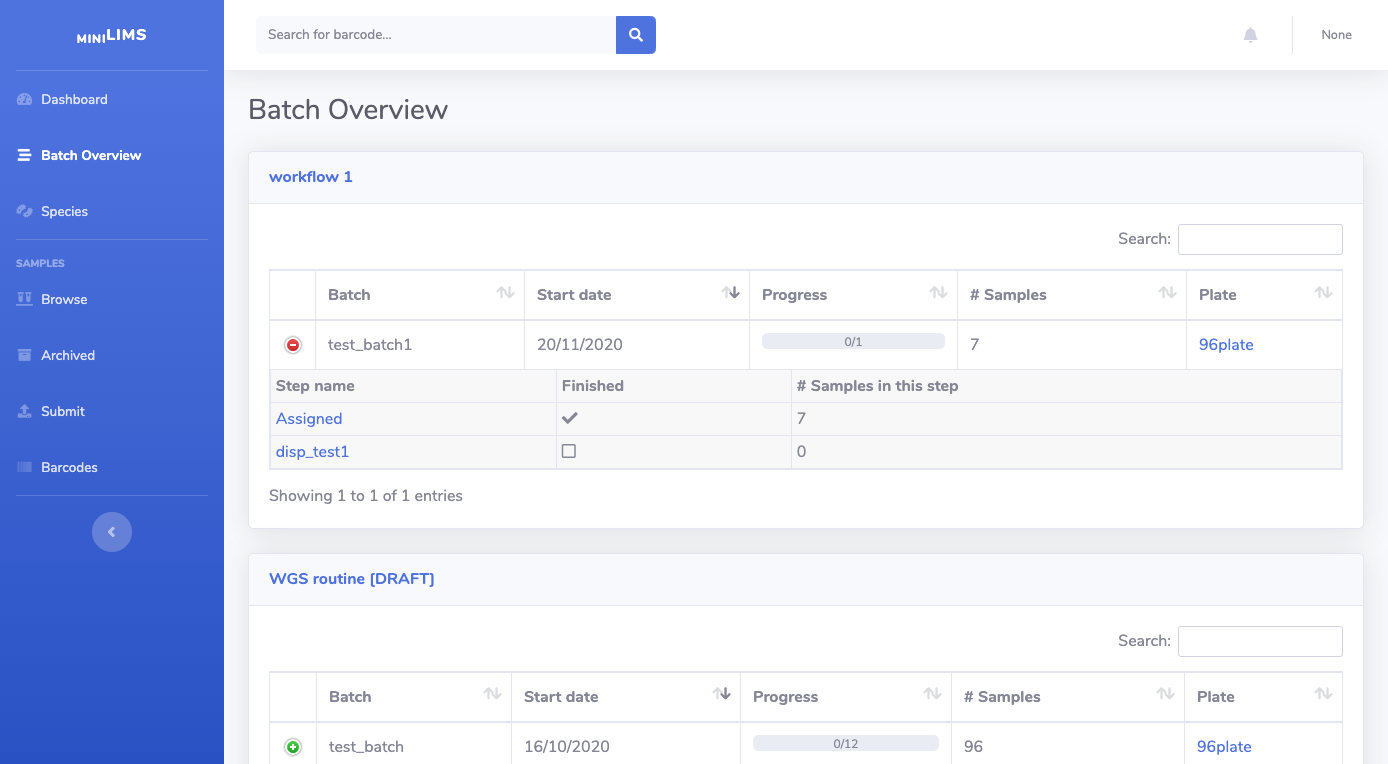 MINI LIMS
Search for barcode...
None
Dashboard
Batch Overview
Species
SAMPLES
Browse
Archived
Submit
Barcodes
Batch Overview
workflow 1
Search:
Batch Start date Progress # Samples Plate
test_batch1 20/11/2020 0/1 7 96plate
Step name Finished # Samples in this step
Assigned 7
disp_test1 0
Showing 1 to 1 of 1 entries
WGS routine [DRAFT]
Search:
Batch Start date Progress # Samples Plate
test_batch 16/10/2020 0/12 96 96plate